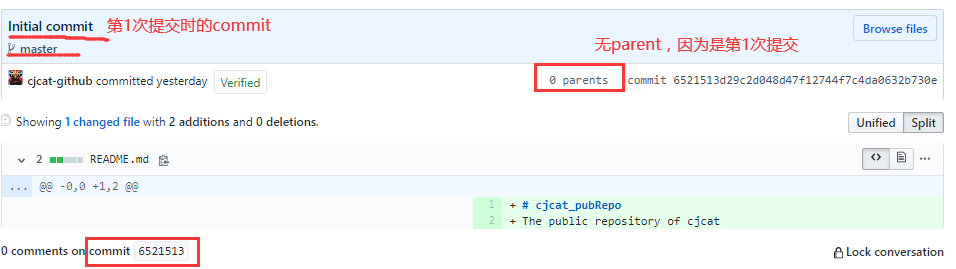 Initial commit 第1次提交时的commit
master
无parent，因为是第1次提交
Browse files
cjcat-github committed yesterday Verified
0 parents commit 6521513d29c2d048d47f12744f7c4da0632b730e
Showing 1 changed file with 2 additions and 0 deletions.
Unified Split
2 README.md
... @@ -0,0 +1,2 @@
1 + # cjcat_pubRepo
2 + The public repository of cjcat
0 comments on commit 6521513
Lock conversation